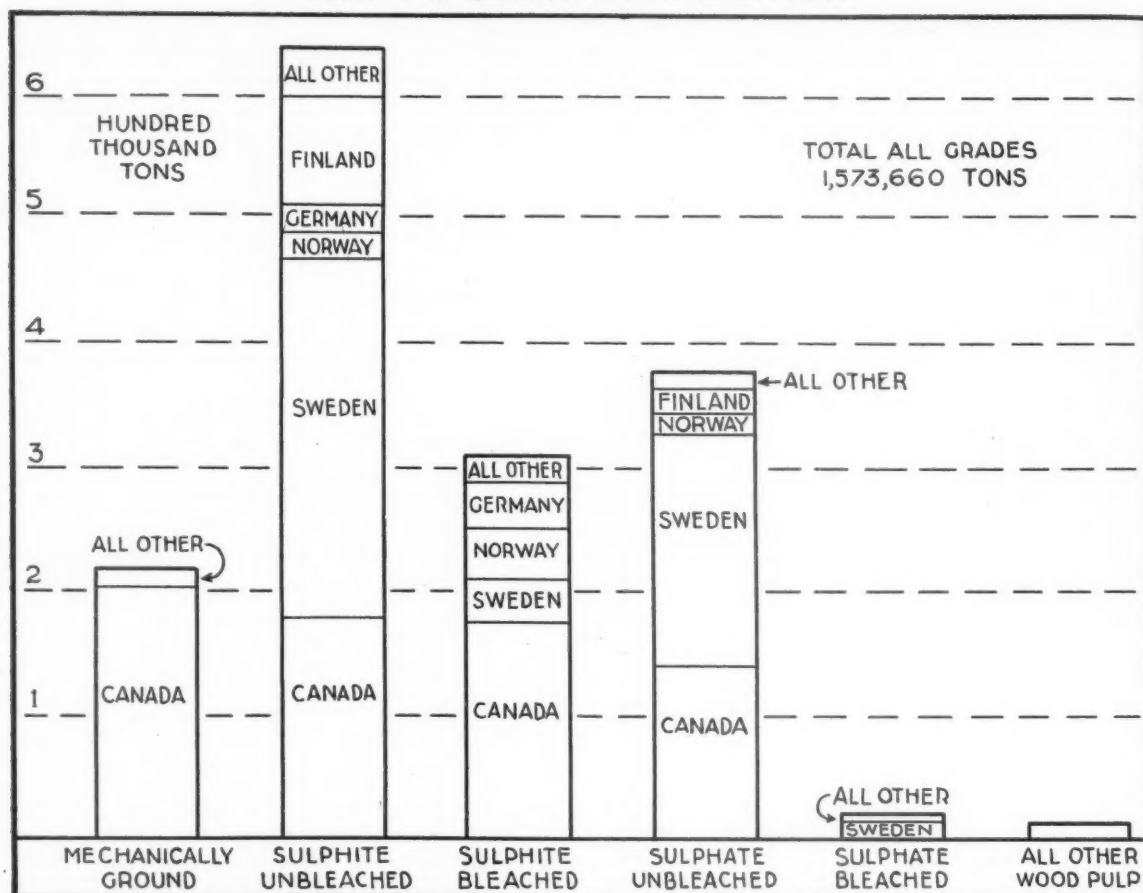 6
HUNDRED
THOUSAND
TONS
5
4
3
2
1
TOTAL ALL GRADES
1,573,660 TONS
ALL OTHER
CANADA
ALL OTHER
FINLAND
GERMANY
NORWAY
SWEDEN
CANADA
ALL OTHER
GERMANY
NORWAY
SWEDEN
CANADA
ALL OTHER
FINLAND
NORWAY
SWEDEN
CANADA
ALL OTHER
SWEDEN
MECHANICALLY
GROUND
SULPHITE
UNBLEACHED
SULPHITE
BLEACHED
SULPHATE
UNBLEACHED
SULPHATE
BLEACHED
ALL OTHER
WOOD PULP